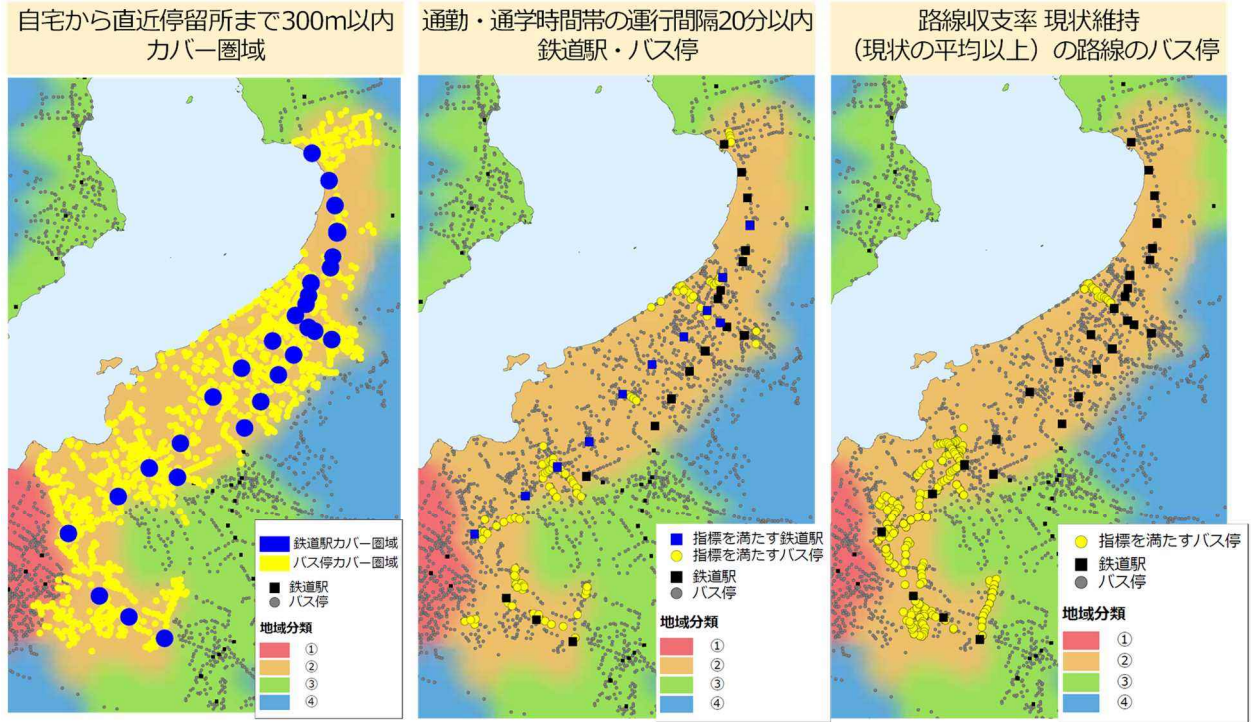 自宅から直近停留所まで300m以内
カバー圏域
鉄道駅カバー圏域
バス停カバー圏域
鉄道駅
バス停
地域分類
①
②
③
④
通勤・通学時間帯の運行間隔20分以内
鉄道駅・バス停
指標を満たす鉄道駅
指標を満たすバス停
鉄道駅
バス停
地域分類
①
②
③
④
路線収支率 現状維持
（現状の平均以上）の路線のバス停
指標を満たすバス停
鉄道駅
バス停
地域分類
①
②
③
④